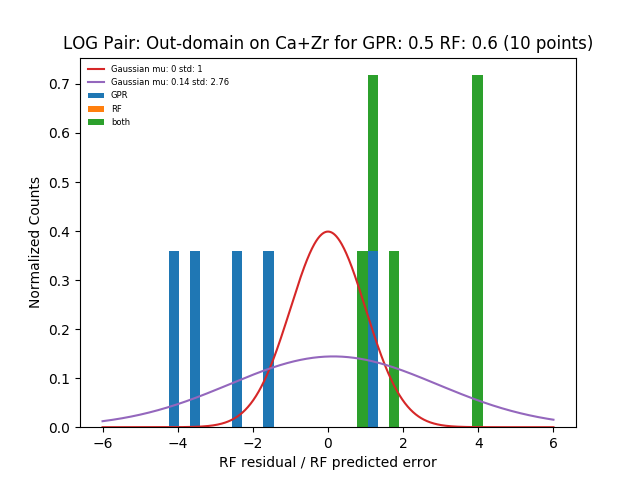 LOG Pair: Out-domain on Ca+Zr for GPR: 0.5 RF: 0.6 (10 points)
Gaussian mu: 0 std: 1
Gaussian mu: 0.14 std: 2.76
GPR
RF
both
0.7
0.6
0.5
0.4
0.3
0.2
0.1
0.0
Normalized Counts
−6 −4 −2 0 2 4 6
RF residual / RF predicted error